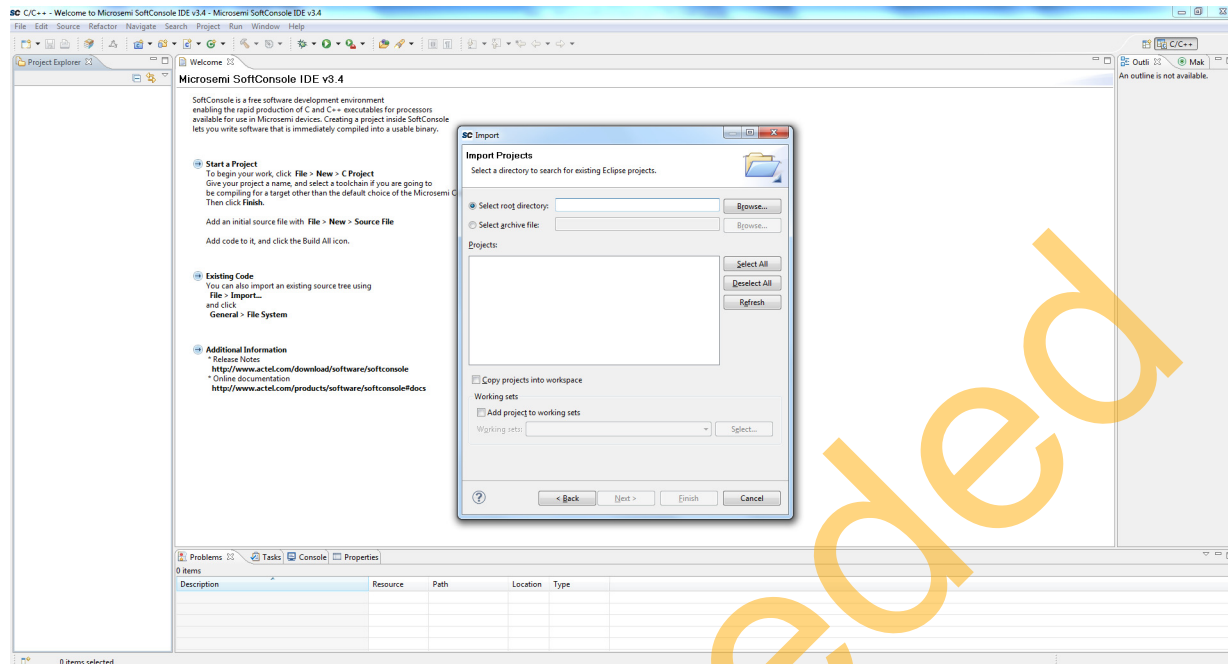 SC C/C++ - Welcome to Microsemi SoftConsole IDE v3.4 - Microsemi SoftConsole IDE v3.4
File Edit Source Refactor Navigate Search Project Run Window Help
C/C++
Project Explorer
Welcome
Outli
Mak
An outline is not available.
Microsemi SoftConsole IDE v3.4
SoftConsole is a free software development environment
enabling the rapid production of C and C++ executables for processors
available for use in Microsemi devices. Creating a project inside SoftConsole
lets you write software that is immediately compiled into a usable binary.
Start a Project
To begin your work, click File > New > C Project
Give your project a name, and select a toolchain if you are going to
be compiling for a target other than the default choice of the Microsemi C
Then click Finish.
Add an initial source file with File > New > Source File
Add code to it, and click the Build All icon.
Existing Code
You can also import an existing source tree using
File > Import...
and click
General > File System
Additional Information
* Release Notes
http://www.actel.com/download/software/softconsole
* Online documentation
http://www.actel.com/products/software/softconsole#docs
SC Import
Import Projects
Select a directory to search for existing Eclipse projects.
Select root directory:
Browse...
Select archive file:
Browse...
Projects:
Select All
Deselect All
Refresh
Copy projects into workspace
Working sets
Add project to working sets
Working sets:
Select...
< Back
Next >
Finish
Cancel
Problems
Tasks
Console
Properties
0 items
Description Resource Path Location Type
0 items selected
ded